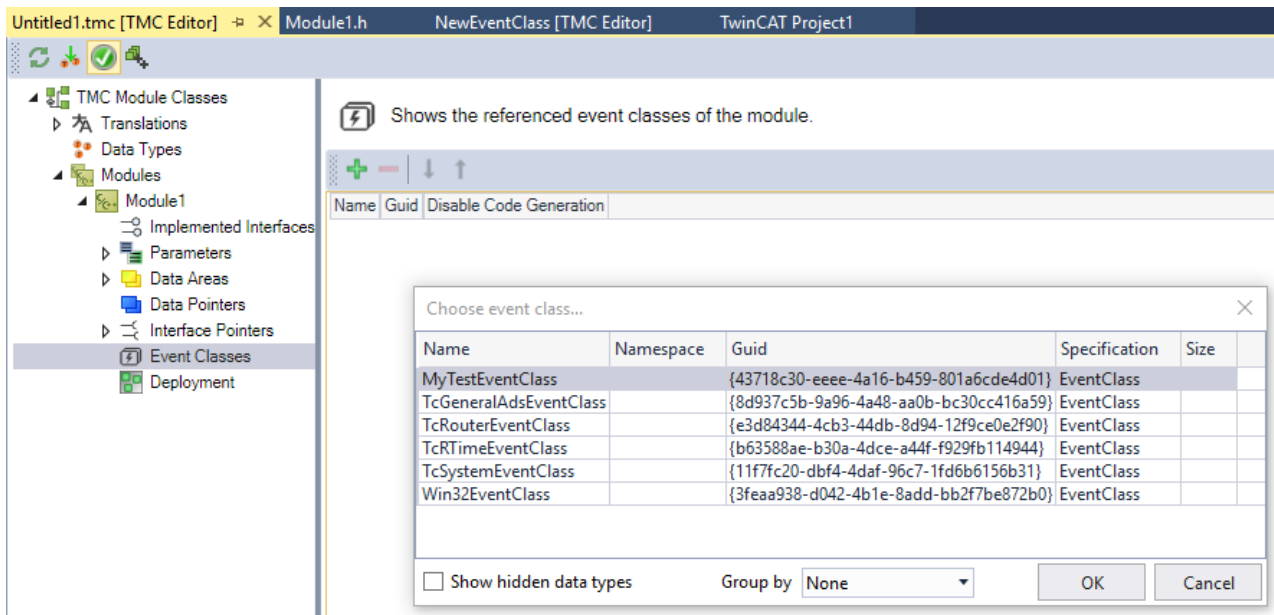 Untitled1.tmc [TMC Editor] Module1.h NewEventClass [TMC Editor] TwinCAT Project1
TMC Module Classes
Translations
Data Types
Modules
Module1
Implemented Interfaces
Parameters
Data Areas
Data Pointers
Interface Pointers
Event Classes
Deployment
Shows the referenced event classes of the module.
Name Guid Disable Code Generation
Choose event class...
Name Namespace Guid Specification Size
MyTestEventClass {43718c30-eeee-4a16-b459-801a6cde4d01} EventClass
TcGeneralAdsEventClass {8d937c5b-9a96-4a48-aa0b-bc30cc416a59} EventClass
TcRouterEventClass {e3d84344-4cb3-44db-8d94-12f9ce0e2f90} EventClass
TcRTimeEventClass {b63588ae-b30a-4dce-a44f-f929fb114944} EventClass
TcSystemEventClass {11f7fc20-dbf4-4daf-96c7-1fd6b6156b31} EventClass
Win32EventClass {3feaa938-d042-4b1e-8add-bb2f7be872b0} EventClass
Show hidden data types Group by None OK Cancel